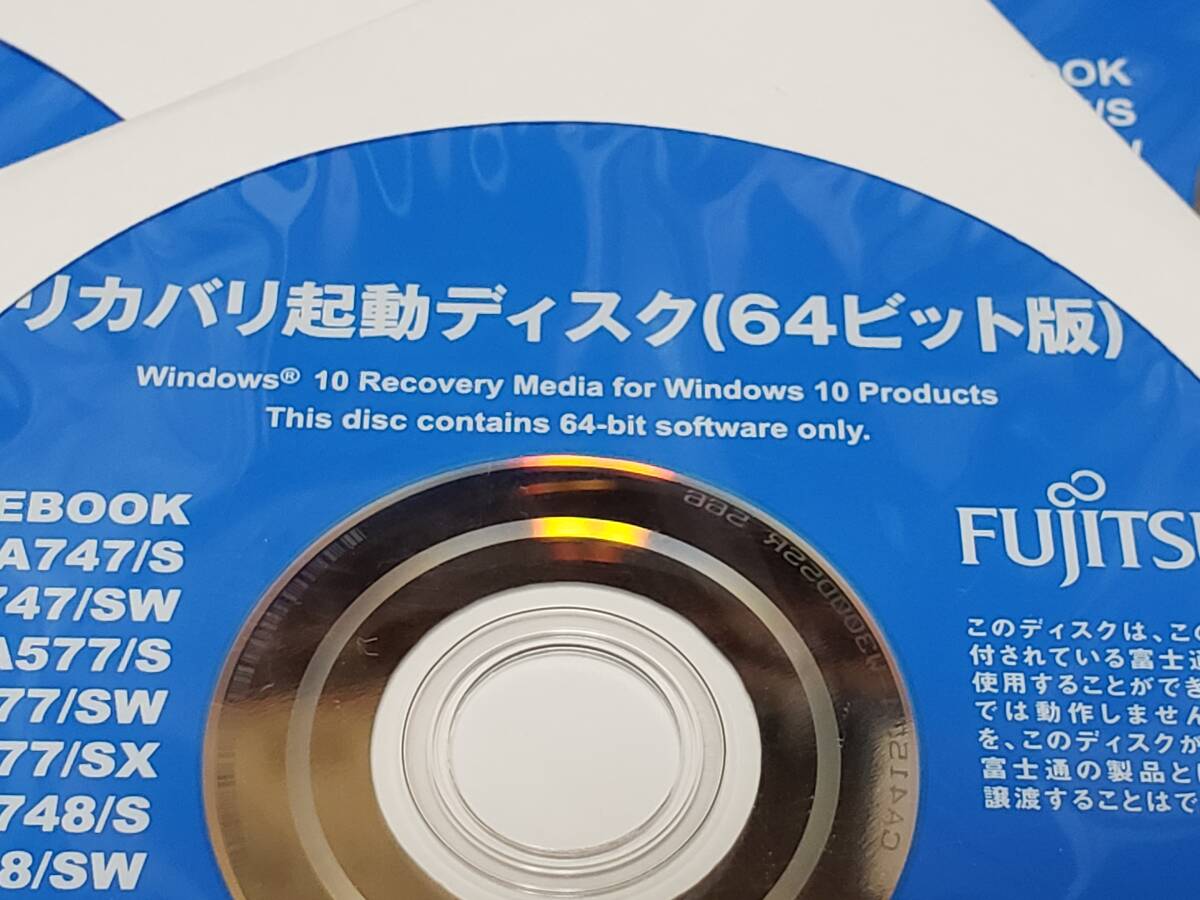 リカバリ起動ディスク(64ビット版)
Windows® 10 Recovery Media for Windows 10 Products
This disc contains 64-bit software only.
EBOOK
A747/S
747/SW
A577/S
77/SW
77/SX
748/S
8/SW
FUJITSU
このディスクは、この
付されている富士通
使用することができ
では動作しません
を、このディスクが
富士通の製品と
譲渡することはで
OOK
/S